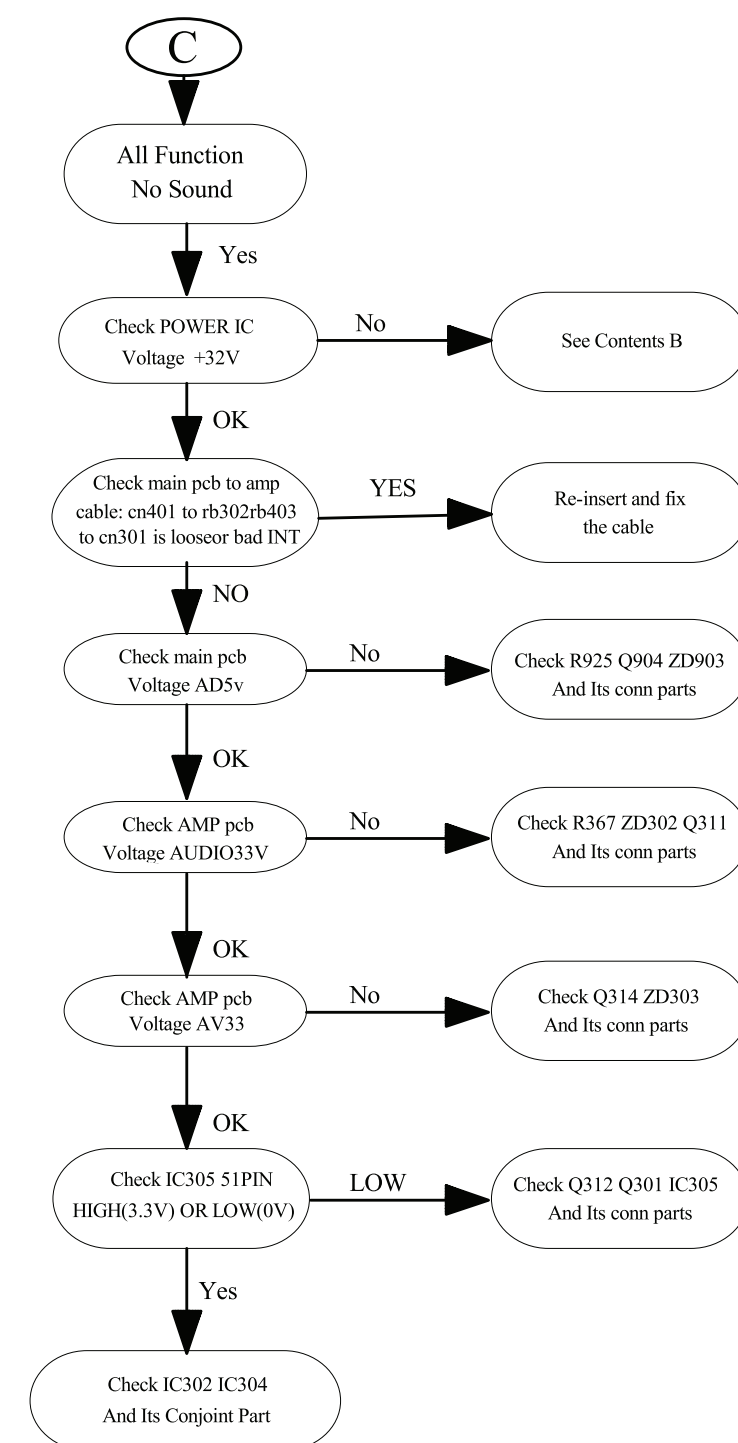 C
All Function
No Sound
Yes
Check POWER IC
Voltage +32V
No
See Contents B
OK
Check main pcb to amp
cable: cn401 to rb302rb403
to cn301 is looseor bad INT
YES
Re-insert and fix
the cable
NO
Check main pcb
Voltage AD5v
No
Check R925 Q904 ZD903
And Its conn parts
OK
Check AMP pcb
Voltage AUDIO33V
No
Check R367 ZD302 Q311
And Its conn parts
OK
Check AMP pcb
Voltage AV33
No
Check Q314 ZD303
And Its conn parts
OK
Check IC305 51PIN
HIGH(3.3V) OR LOW(0V)
LOW
Check Q312 Q301 IC305
And Its conn parts
Yes
Check IC302 IC304
And Its Conjoint Part